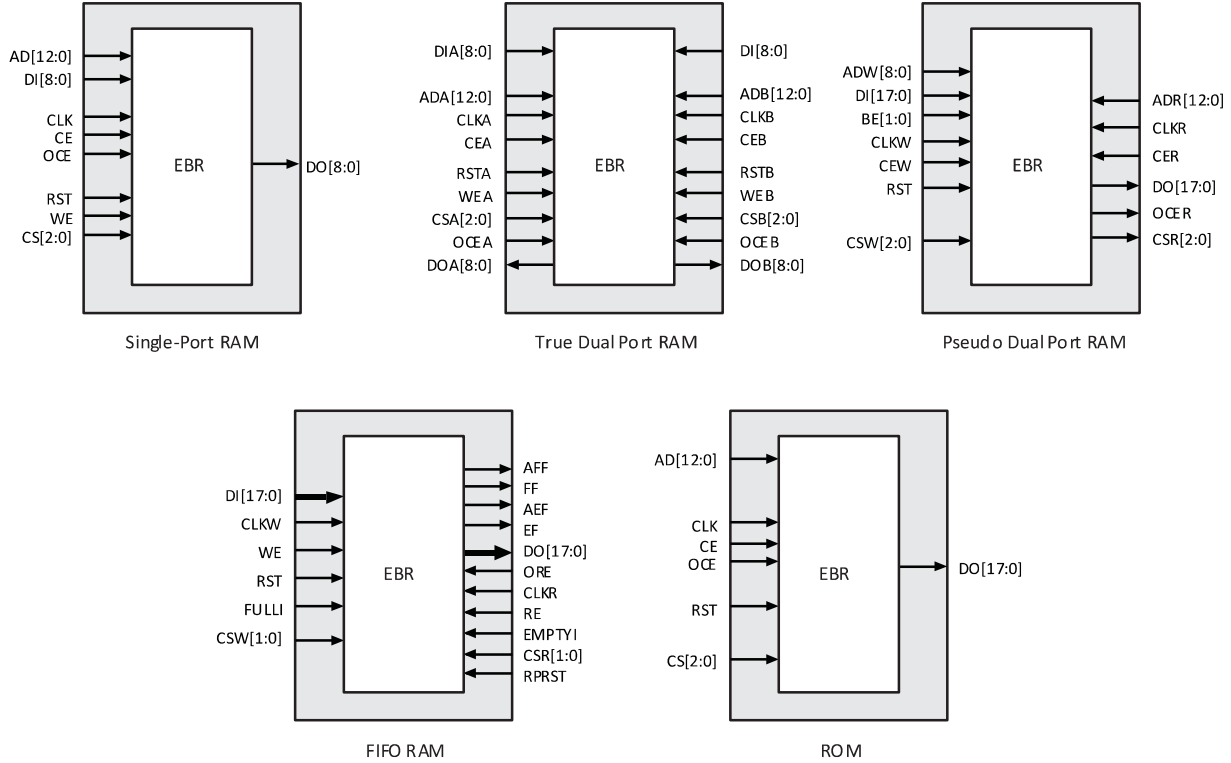 AD[12:0]
DI[8:0]
CLK
CE
OCE
RST
WE
CS[2:0]
EBR
DO[8:0]
Single-Port RAM
DIA[8:0]
ADA[12:0]
CLKA
CEA
RSTA
WEA
CSA[2:0]
OCEA
DOA[8:0]
EBR
DI[8:0]
ADB[12:0]
CLKB
CEB
RSTB
WEB
CSB[2:0]
OCEB
DOB[8:0]
True Dual Port RAM
ADW[8:0]
DI[17:0]
BE[1:0]
CLKW
CEW
RST
CSW[2:0]
EBR
ADR[12:0]
CLKR
CER
DO[17:0]
OCER
CSR[2:0]
Pseudo Dual Port RAM
DI[17:0]
CLKW
WE
RST
FULLI
CSW[1:0]
EBR
AFF
FF
AEF
EF
DO[17:0]
ORE
CLKR
RE
EMPTYI
CSR[1:0]
RPRST
FIFO RAM
AD[12:0]
CLK
CE
OCE
RST
CS[2:0]
EBR
DO[17:0]
ROM